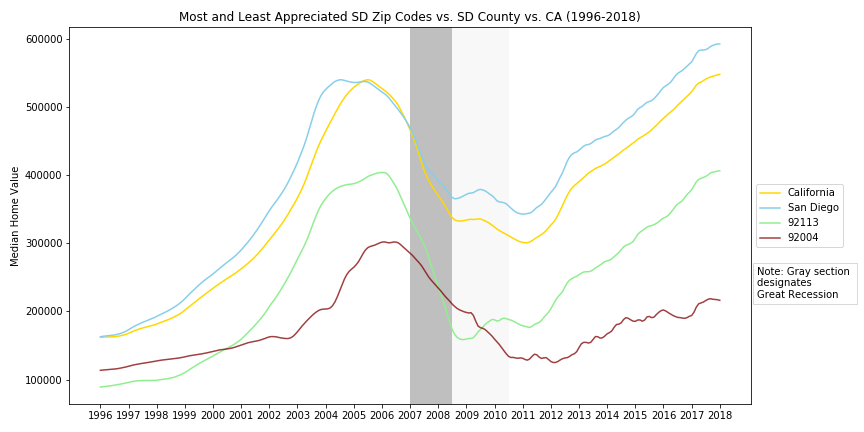 Most and Least Appreciated SD Zip Codes vs. SD County vs. CA (1996-2018)
600000
500000
400000
300000
200000
100000
Median Home Value
California
San Diego
92113
92004
Note: Gray section
designates
Great Recession
1996 1997 1998 1999 2000 2001 2002 2003 2004 2005 2006 2007 2008 2009 2010 2011 2012 2013 2014 2015 2016 2017 2018